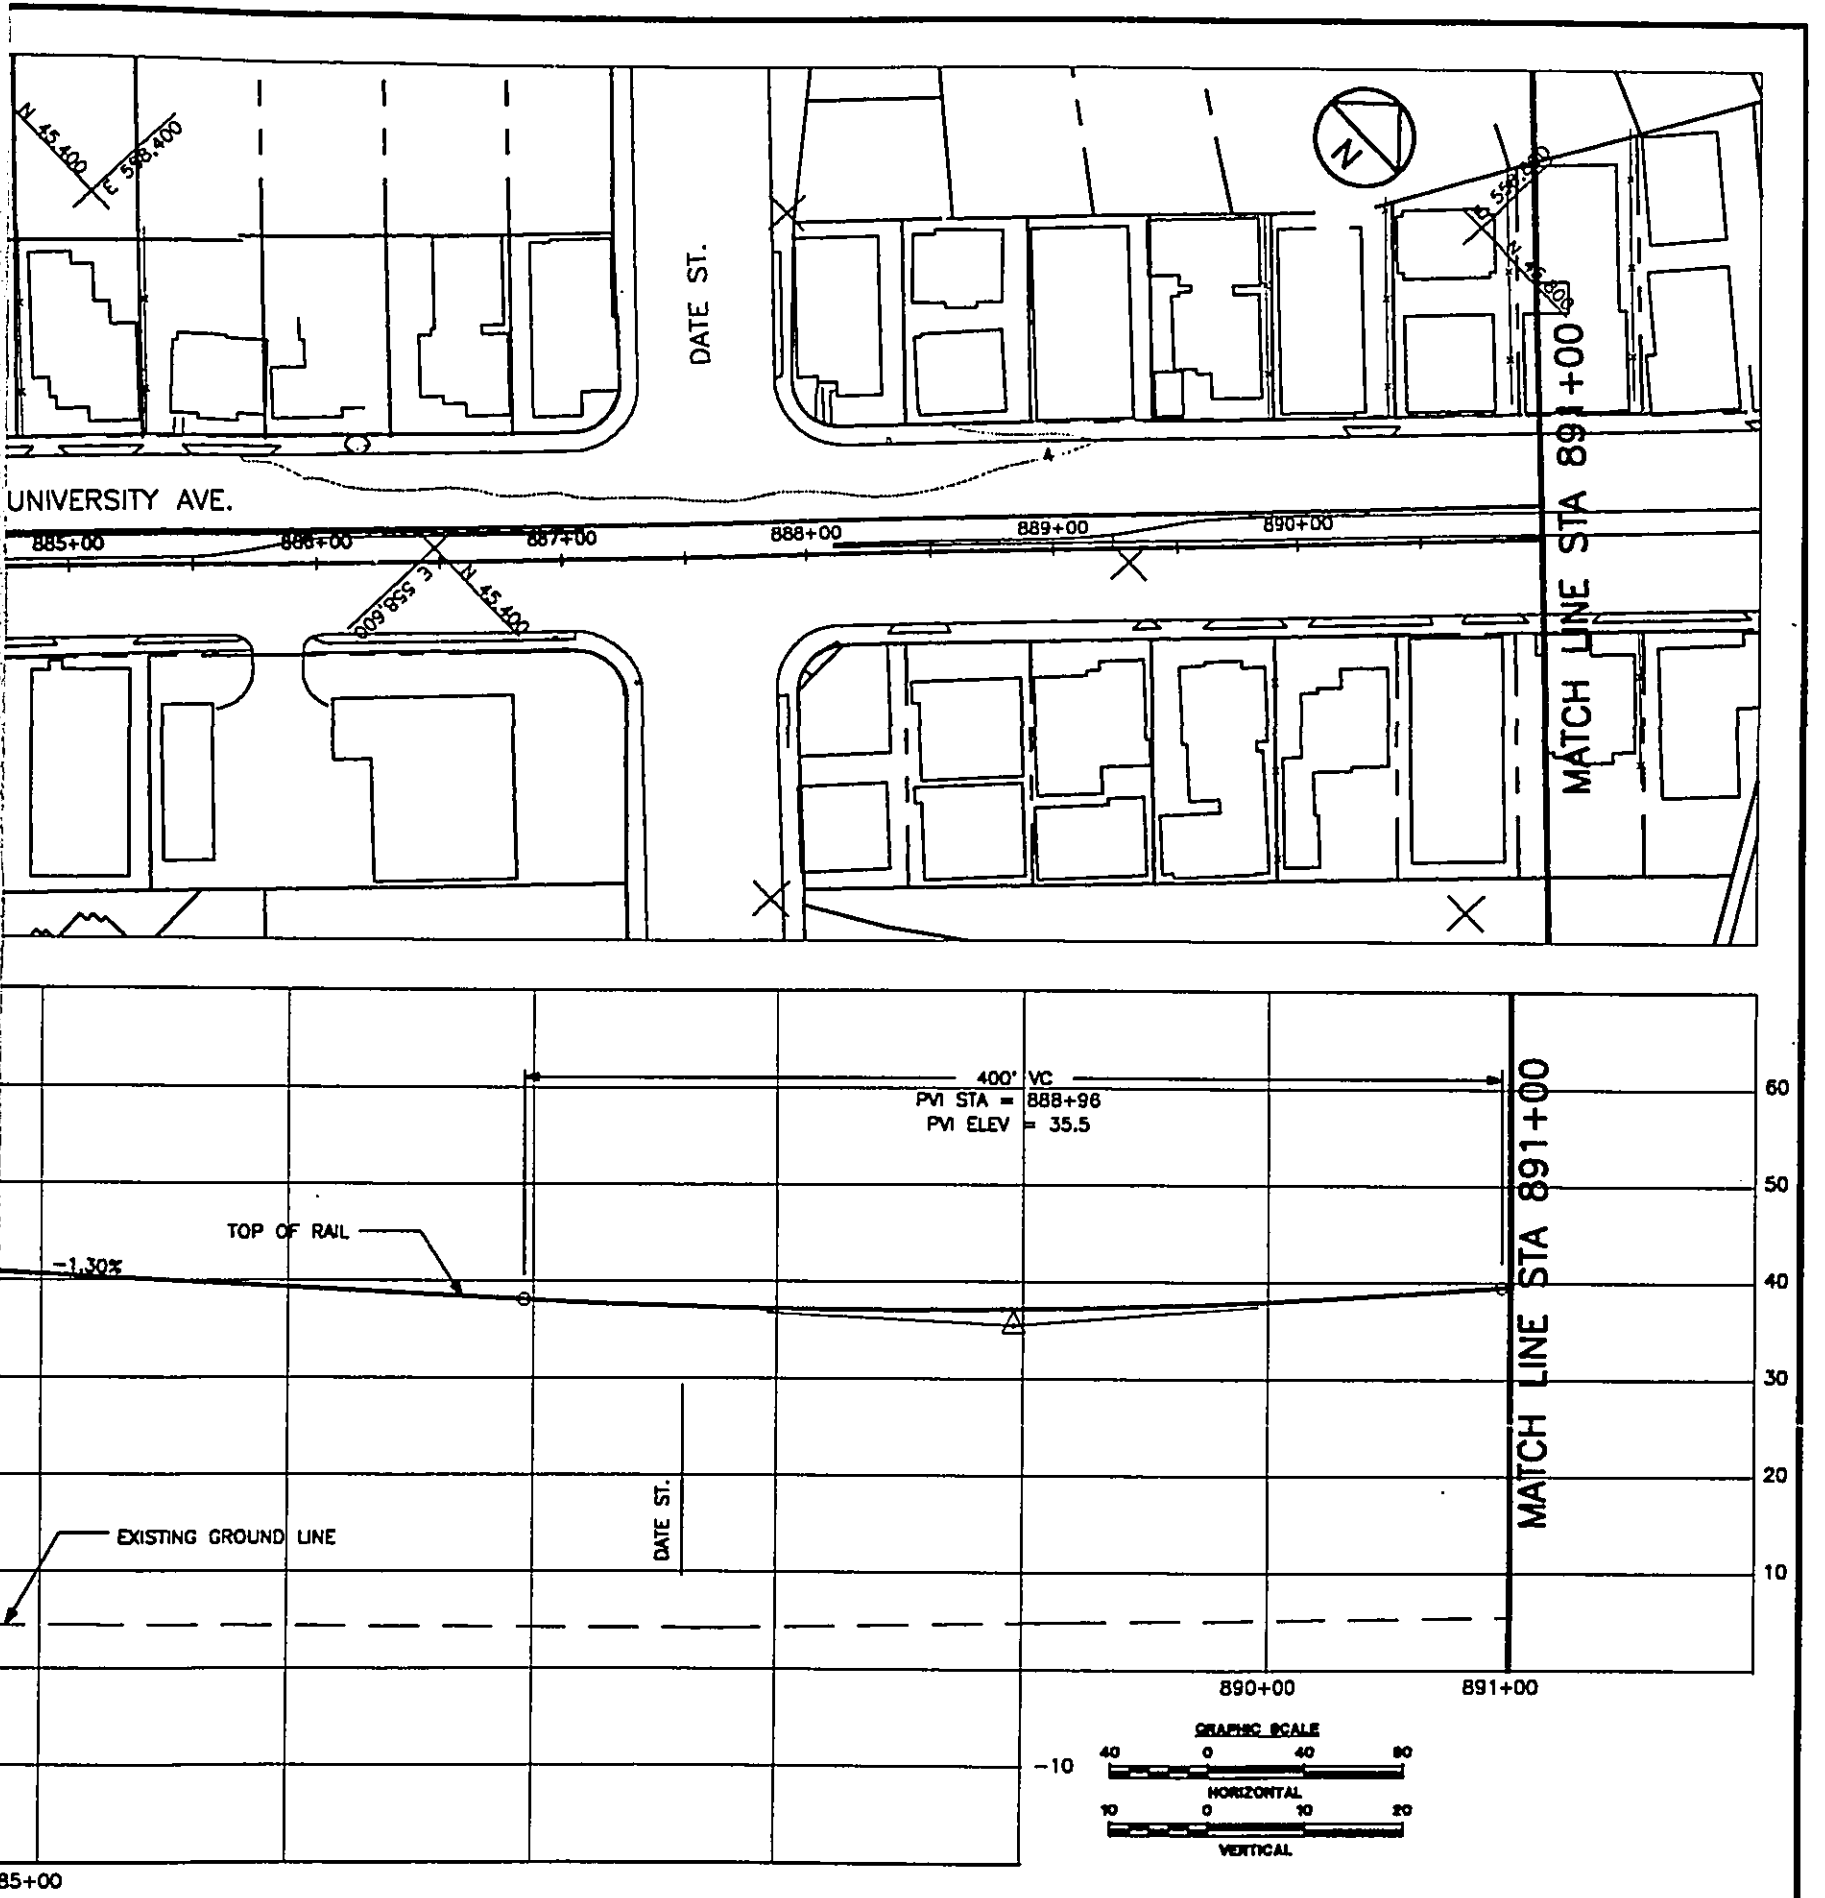 N 45,400
E 558,400
N
DATE ST.
MATCH LINE STA 891+00
UNIVERSITY AVE.
885+00
886+00
887+00
888+00
889+00
890+00
E 558,600
N 45,400
400' VC
PVI STA = 888+96
PVI ELEV = 35.5
60
50
TOP OF RAIL
-1.30%
40
30
MATCH LINE STA 891+00
20
DATE ST.
EXISTING GROUND LINE
10
890+00
891+00
GRAPHIC SCALE
40 0 40 80
-10
HORIZONTAL
10 0 10 20
VERTICAL
85+00